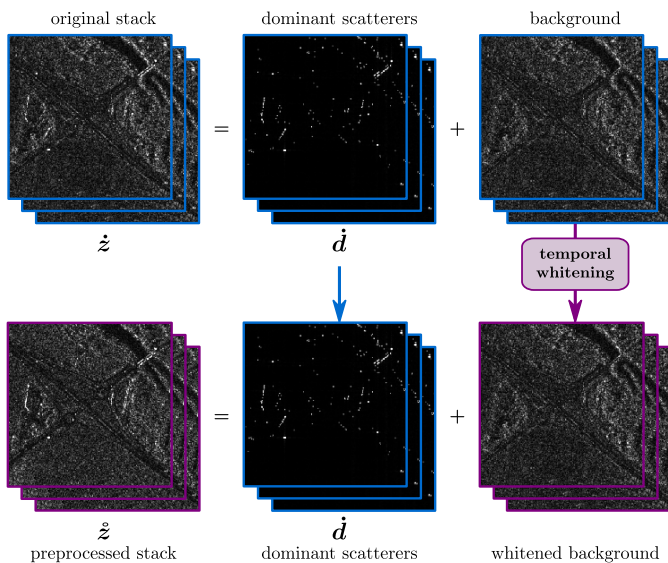 original stack dominant scatterers background
= +
ż ḋ
temporal
whitening
= +
z̊ ḋ
preprocessed stack dominant scatterers whitened background